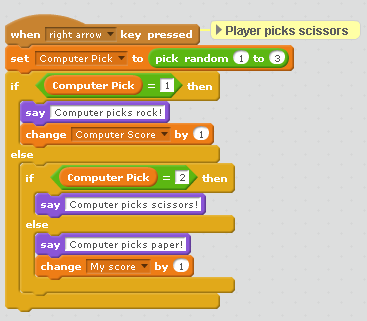 when right arrow key pressed Player picks scissors
set Computer Pick to pick random 1 to 3
if Computer Pick = 1 then
say Computer picks rock!
change Computer Score by 1
else
if Computer Pick = 2 then
say Computer picks scissors!
else
say Computer picks paper!
change My score by 1